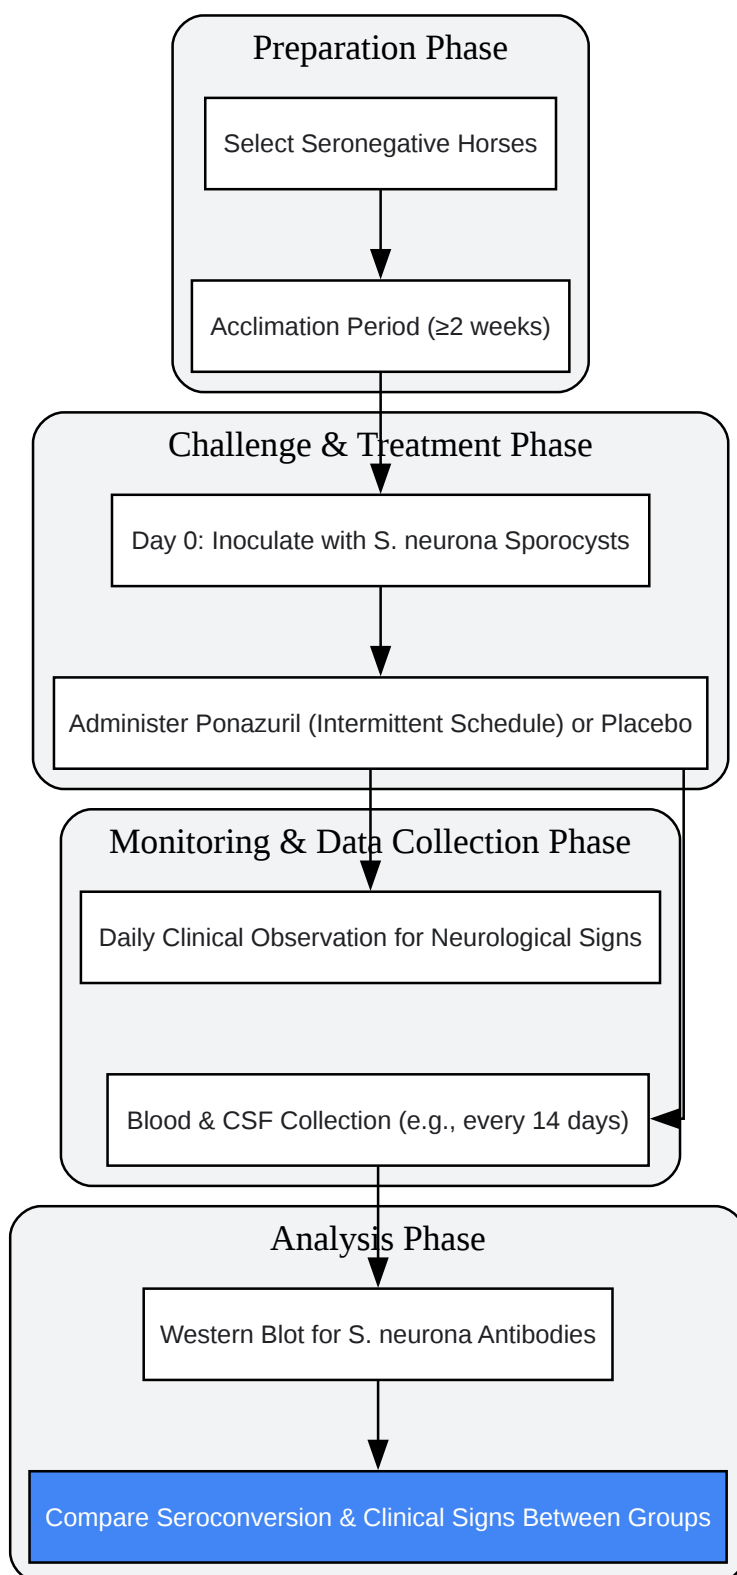 Preparation Phase
Select Seronegative Horses
Acclimation Period (≥2 weeks)
Challenge & Treatment Phase
Day 0: Inoculate with S. neurona Sporocysts
Administer Ponazuril (Intermittent Schedule) or Placebo
Monitoring & Data Collection Phase
Daily Clinical Observation for Neurological Signs
Blood & CSF Collection (e.g., every 14 days)
Analysis Phase
Western Blot for S. neurona Antibodies
Compare Seroconversion & Clinical Signs Between Groups